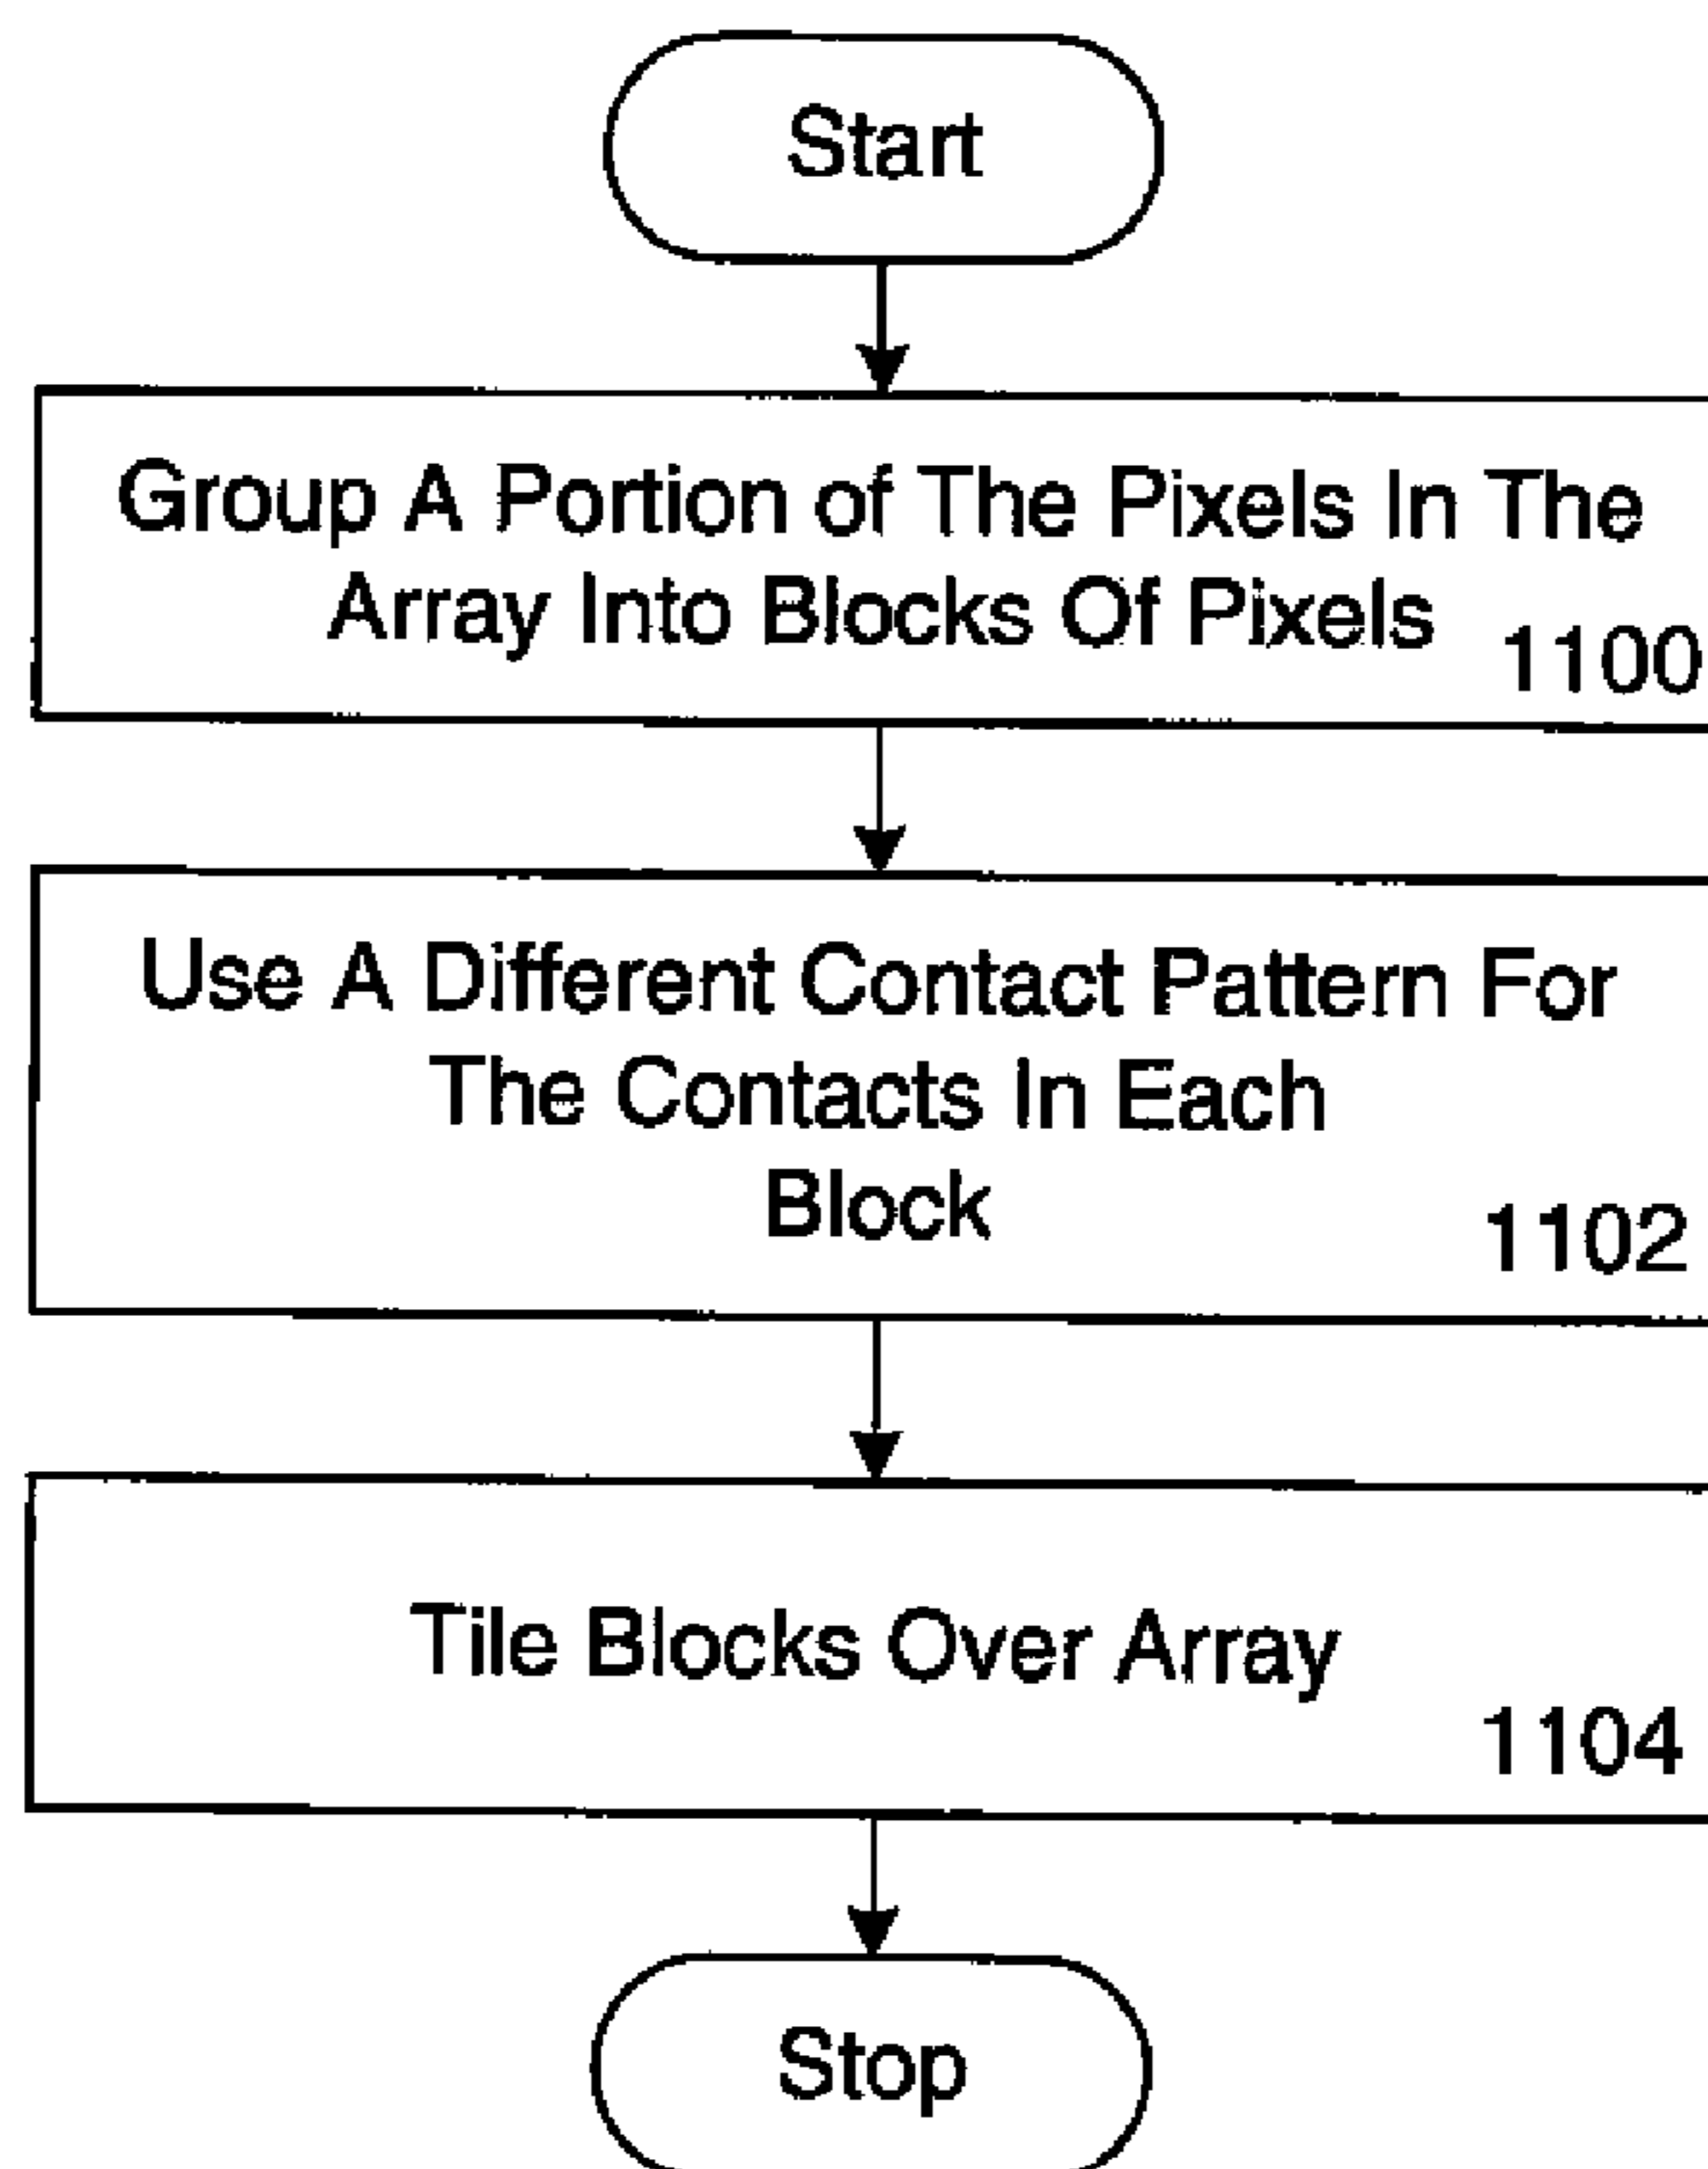 Start
Group A Portion of The Pixels In The
Array Into Blocks Of Pixels
1100
Use A Different Contact Pattern For
The Contacts In Each
Block
1102
Tile Blocks Over Array
1104
Stop